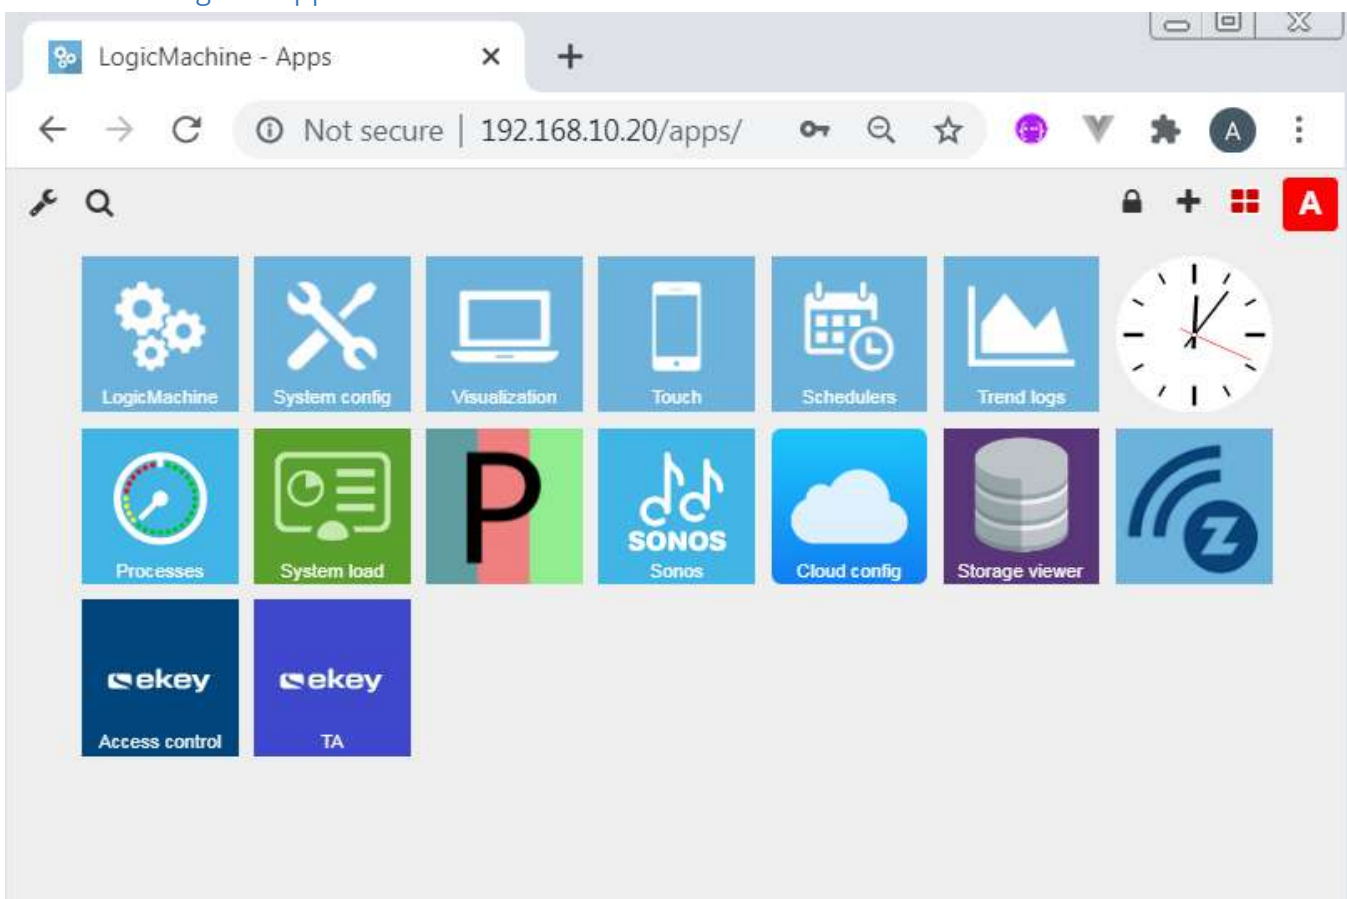 LogicMachine - Apps
Not secure | 192.168.10.20/apps/
A
A
LogicMachine System config Visualization Touch Schedulers Trend logs
P
SONOS
Z
Processes System load Sonos Cloud config Storage viewer
ekey ekey
Access control TA